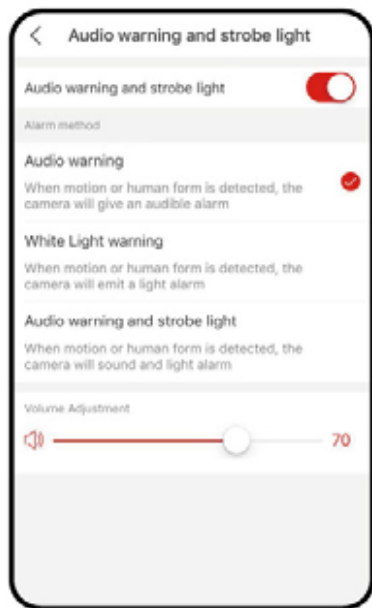 Audio warning and strobe light
Audio warning and strobe light
Alarm method
Audio warning
When motion or human form is detected, the
camera will give an audible alarm
White Light warning
When motion or human form is detected, the
camera will emit a light alarm
Audio warning and strobe light
When motion or human form is detected, the
camera will sound and light alarm
Volume Adjustment
70